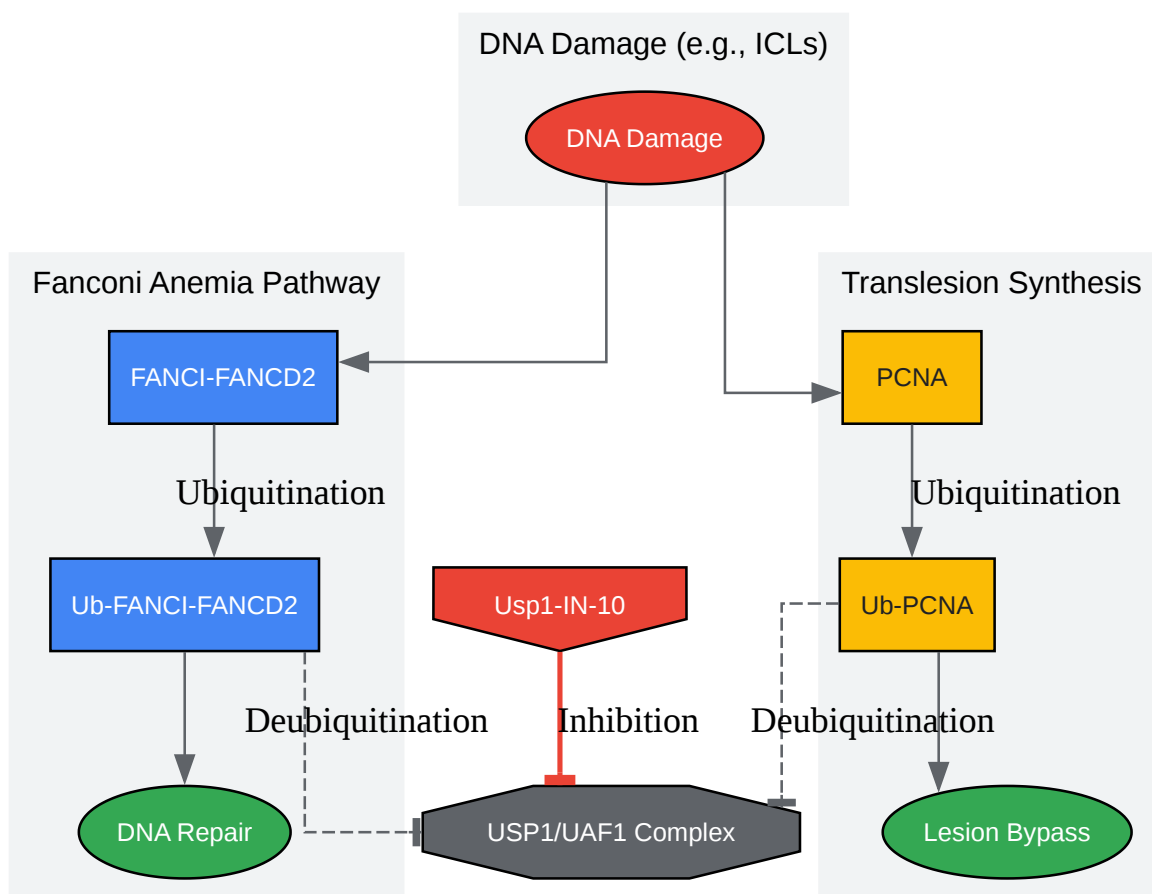 DNA Damage (e.g., ICLs)
DNA Damage
Fanconi Anemia Pathway
Translesion Synthesis
FANCI-FANCD2
PCNA
Ubiquitination
Ubiquitination
Ub-FANCI-FANCD2
Usp1-IN-10
Ub-PCNA
Deubiquitination
Inhibition
Deubiquitination
DNA Repair
USP1/UAF1 Complex
Lesion Bypass